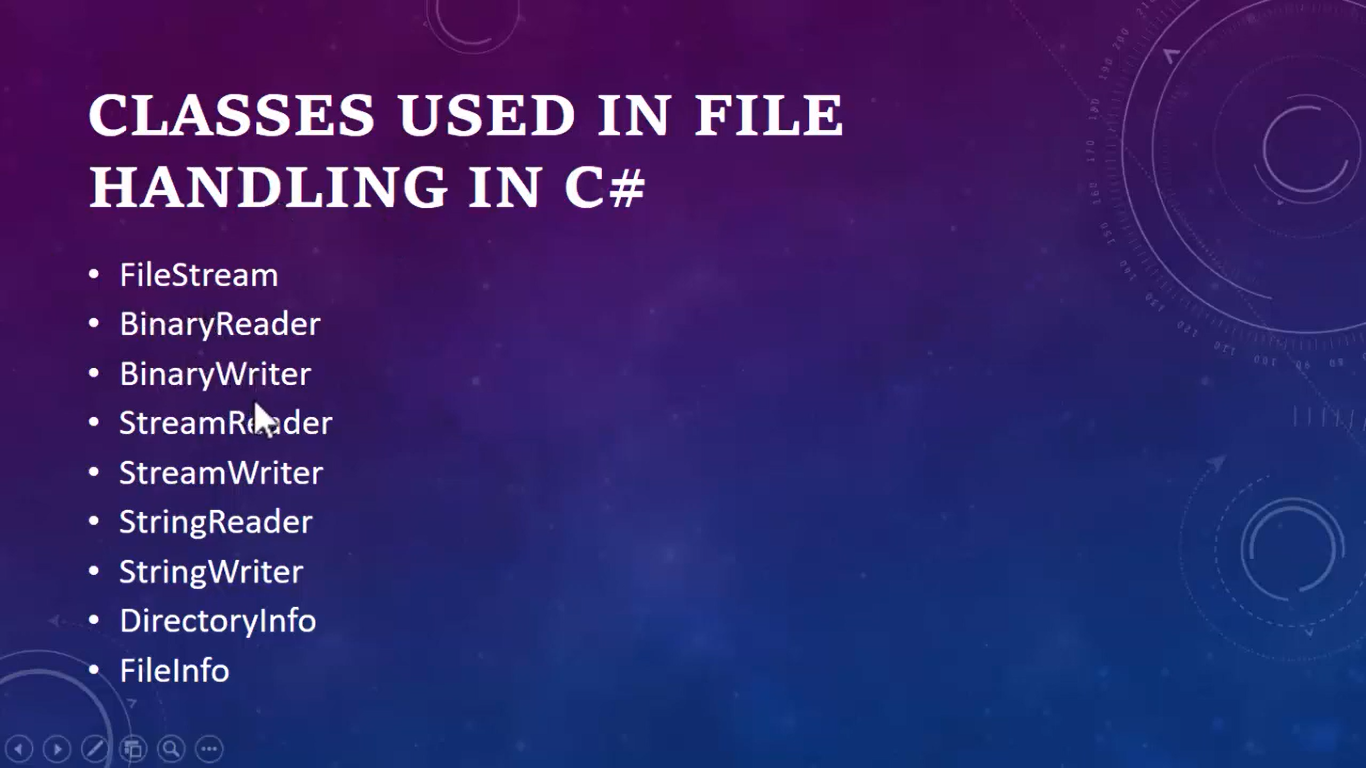 CLASSES USED IN FILE
HANDLING IN C#
• FileStream
• BinaryReader
• BinaryWriter
• StreamReader
• StreamWriter
• StringReader
• StringWriter
• DirectoryInfo
• FileInfo